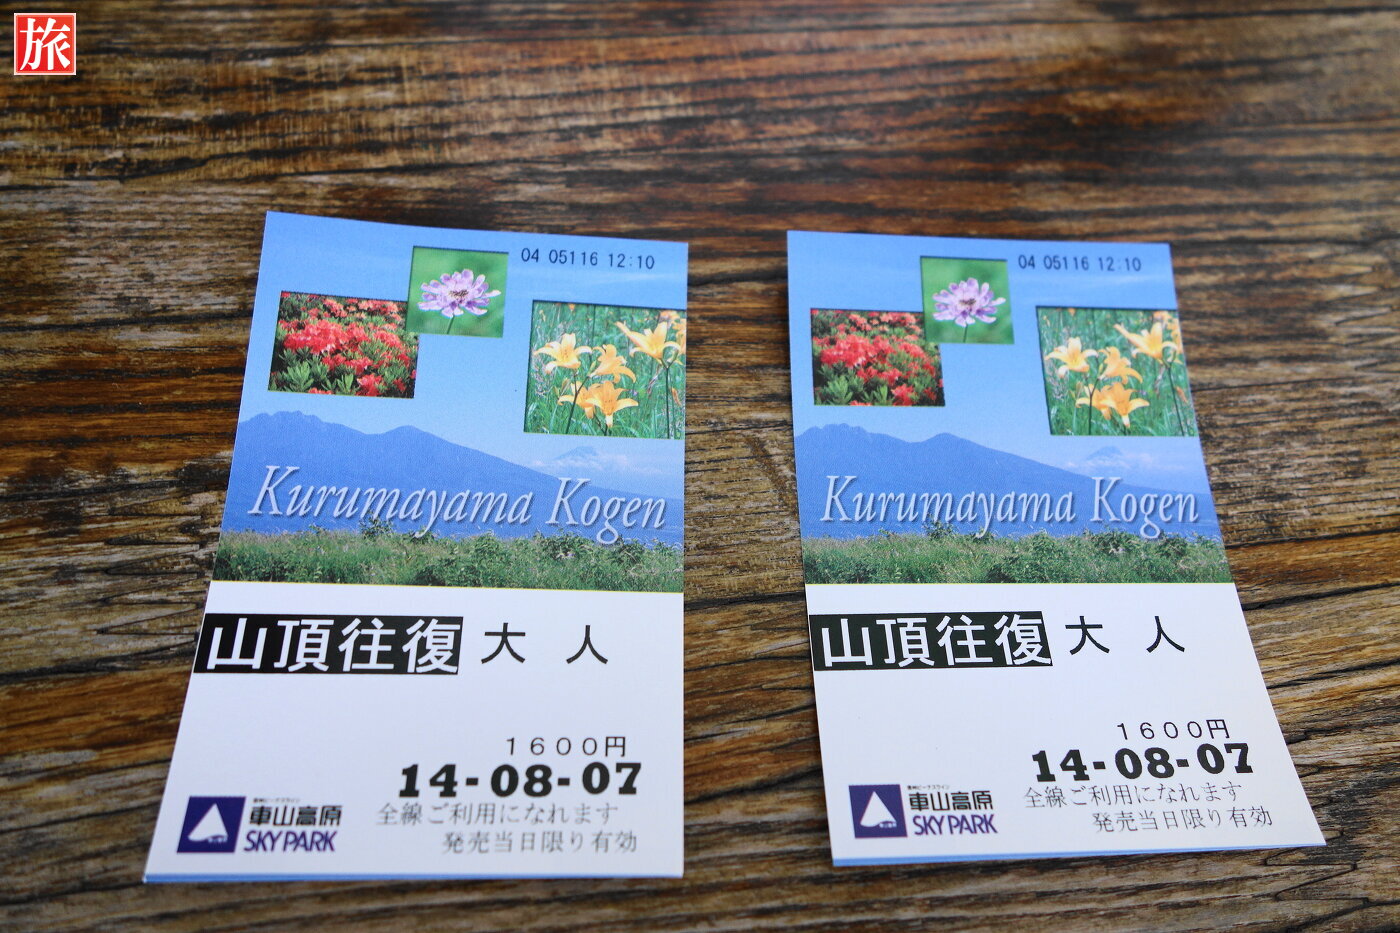 旅
04 05116 12:10
Kurumayama Kogen
山頂往復 大 人
1600円
14-08-07
全線ご利用になれます
発売当日限り有効
車山高原
SKY PARK
04 05116 12:10
Kurumayama Kogen
山頂往復 大 人
1600円
14-08-07
全線ご利用になれます
発売当日限り有効
車山高原
SKY PARK